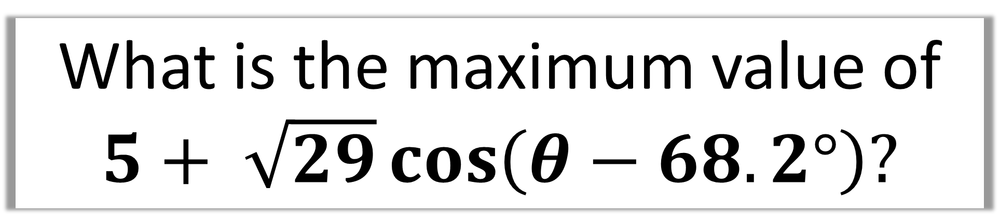 What is the maximum value of
5 + √29 cos(θ − 68.2°)?